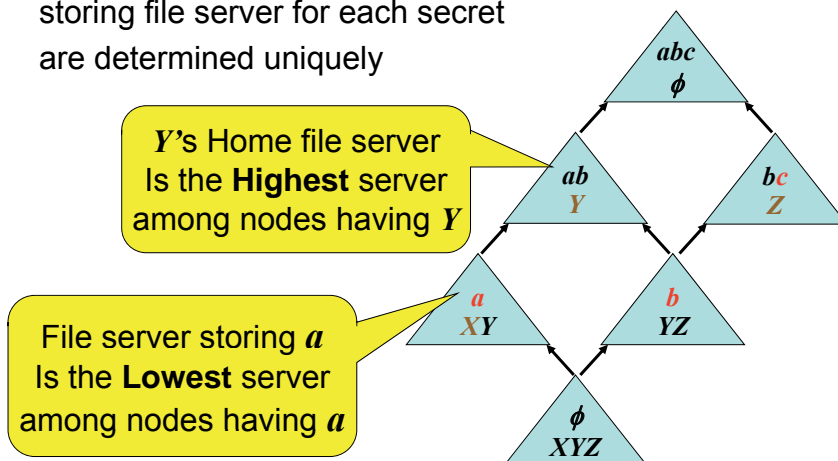 storing file server for each secret
are determined uniquely
abc
ϕ
Y’s Home file server
Is the Highest server
among nodes having Y
ab
Y
bc
Z
a
XY
b
YZ
File server storing a
Is the Lowest server
among nodes having a
ϕ
XYZ